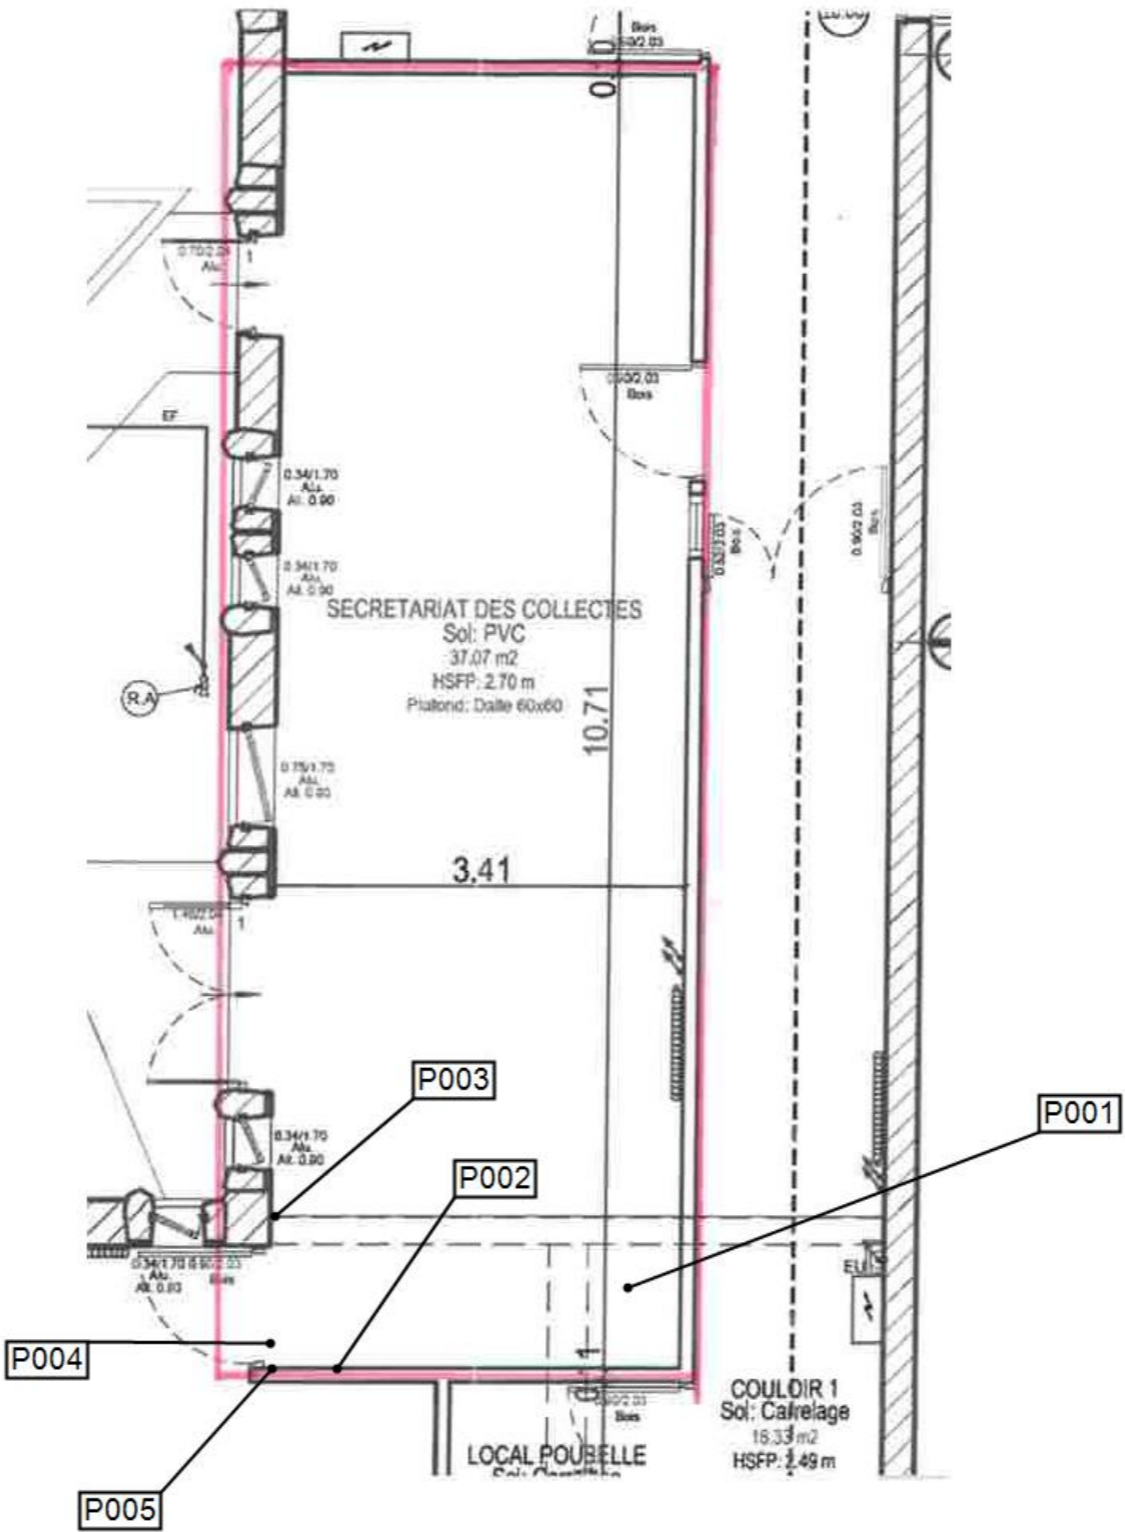 Bois
10.00
0.70/2.04
Alu.
1
0.90/2.03
Bois
EF
0.34/1.70
Alu.
All. 0.90
0.90/2.03
Bois
0.52/2.03
Bois
0.34/1.70
Alu.
All. 0.90
SECRETARIAT DES COLLECTES
Sol: PVC
37.07 m2
HSFP: 2.70 m
Plafond: Dalle 60x60
R.A
10.71
0.75/1.70
Alu.
3.41
1
Alu.
P003
P001
0.34/1.70
Alu.
All. 0.90
P002
0.34/1.70
0.90/2.03
Alu.
Bois
EU
P004
0.90/2.03
Bois
COULOIR 1
Sol: Carrelage
HSFP: 2.49 m
LOCAL POUBELLE
P005